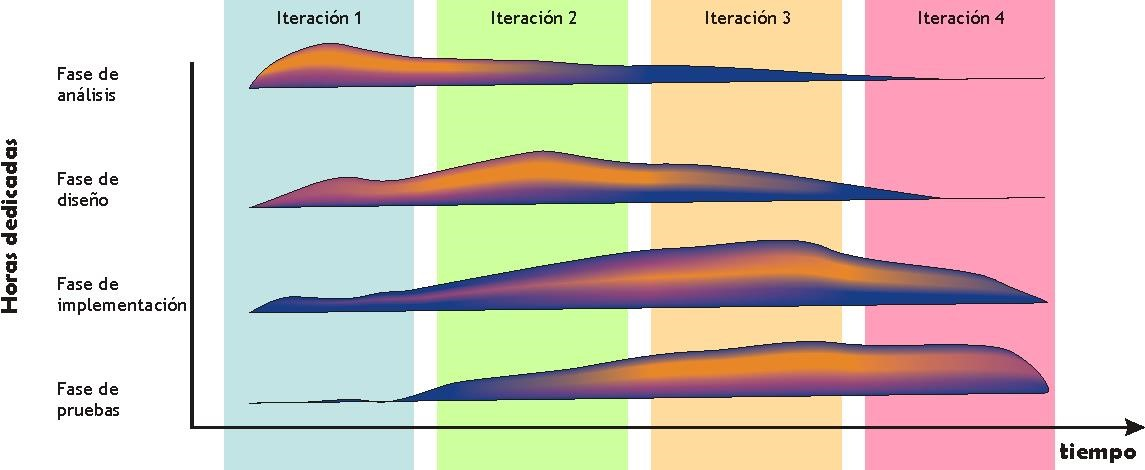 Iteración 1
Iteración 2
Iteración 3
Iteración 4
Horas dedicadas
Fase de
análisis
Fase de
diseño
Fase de
implementación
Fase de
pruebas
tiempo